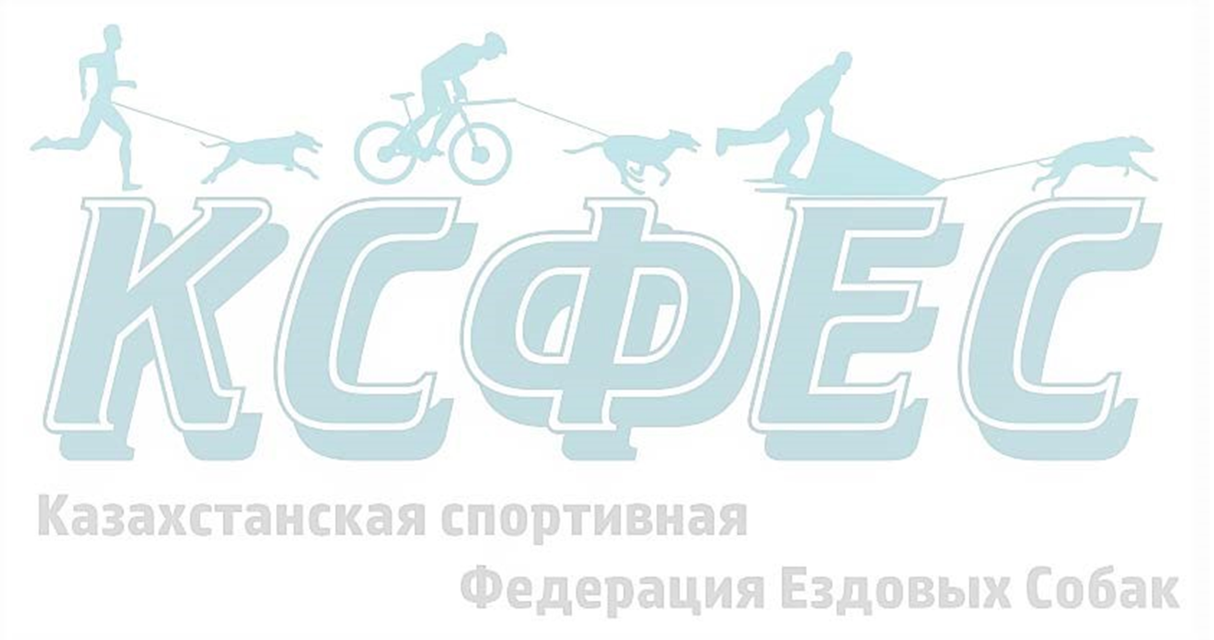 КСФЕС
Казахстанская спортивная
Федерация Ездовых Собак